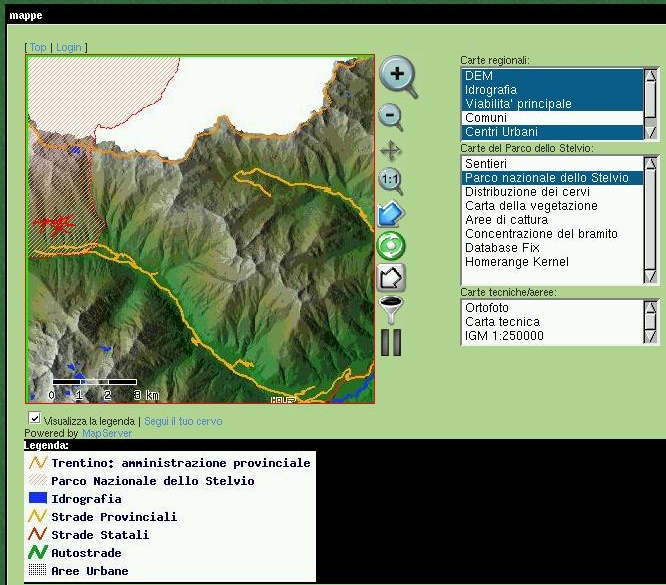 mappe
[ Top | Login ]
Carte regionali:
DEM
Idrografia
Viabilita' principale
Comuni
Centri Urbani
Carte del Parco dello Stelvio:
Sentieri
Parco nazionale dello Stelvio
Distribuzione dei cervi
Carta della vegetazione
Aree di cattura
Concentrazione del bramito
Database Fix
Homerange Kernel
Carte tecniche/aeree:
Ortofoto
Carta tecnica
IGM 1:250000
1:1
0 1 2 3 km
Visualizza la legenda | Segui il tuo cervo
Powered by MapServer
Legenda:
Trentino: amministrazione provinciale
Parco Nazionale dello Stelvio
Idrografia
Strade Provinciali
Strade Statali
Autostrade
Aree Urbane